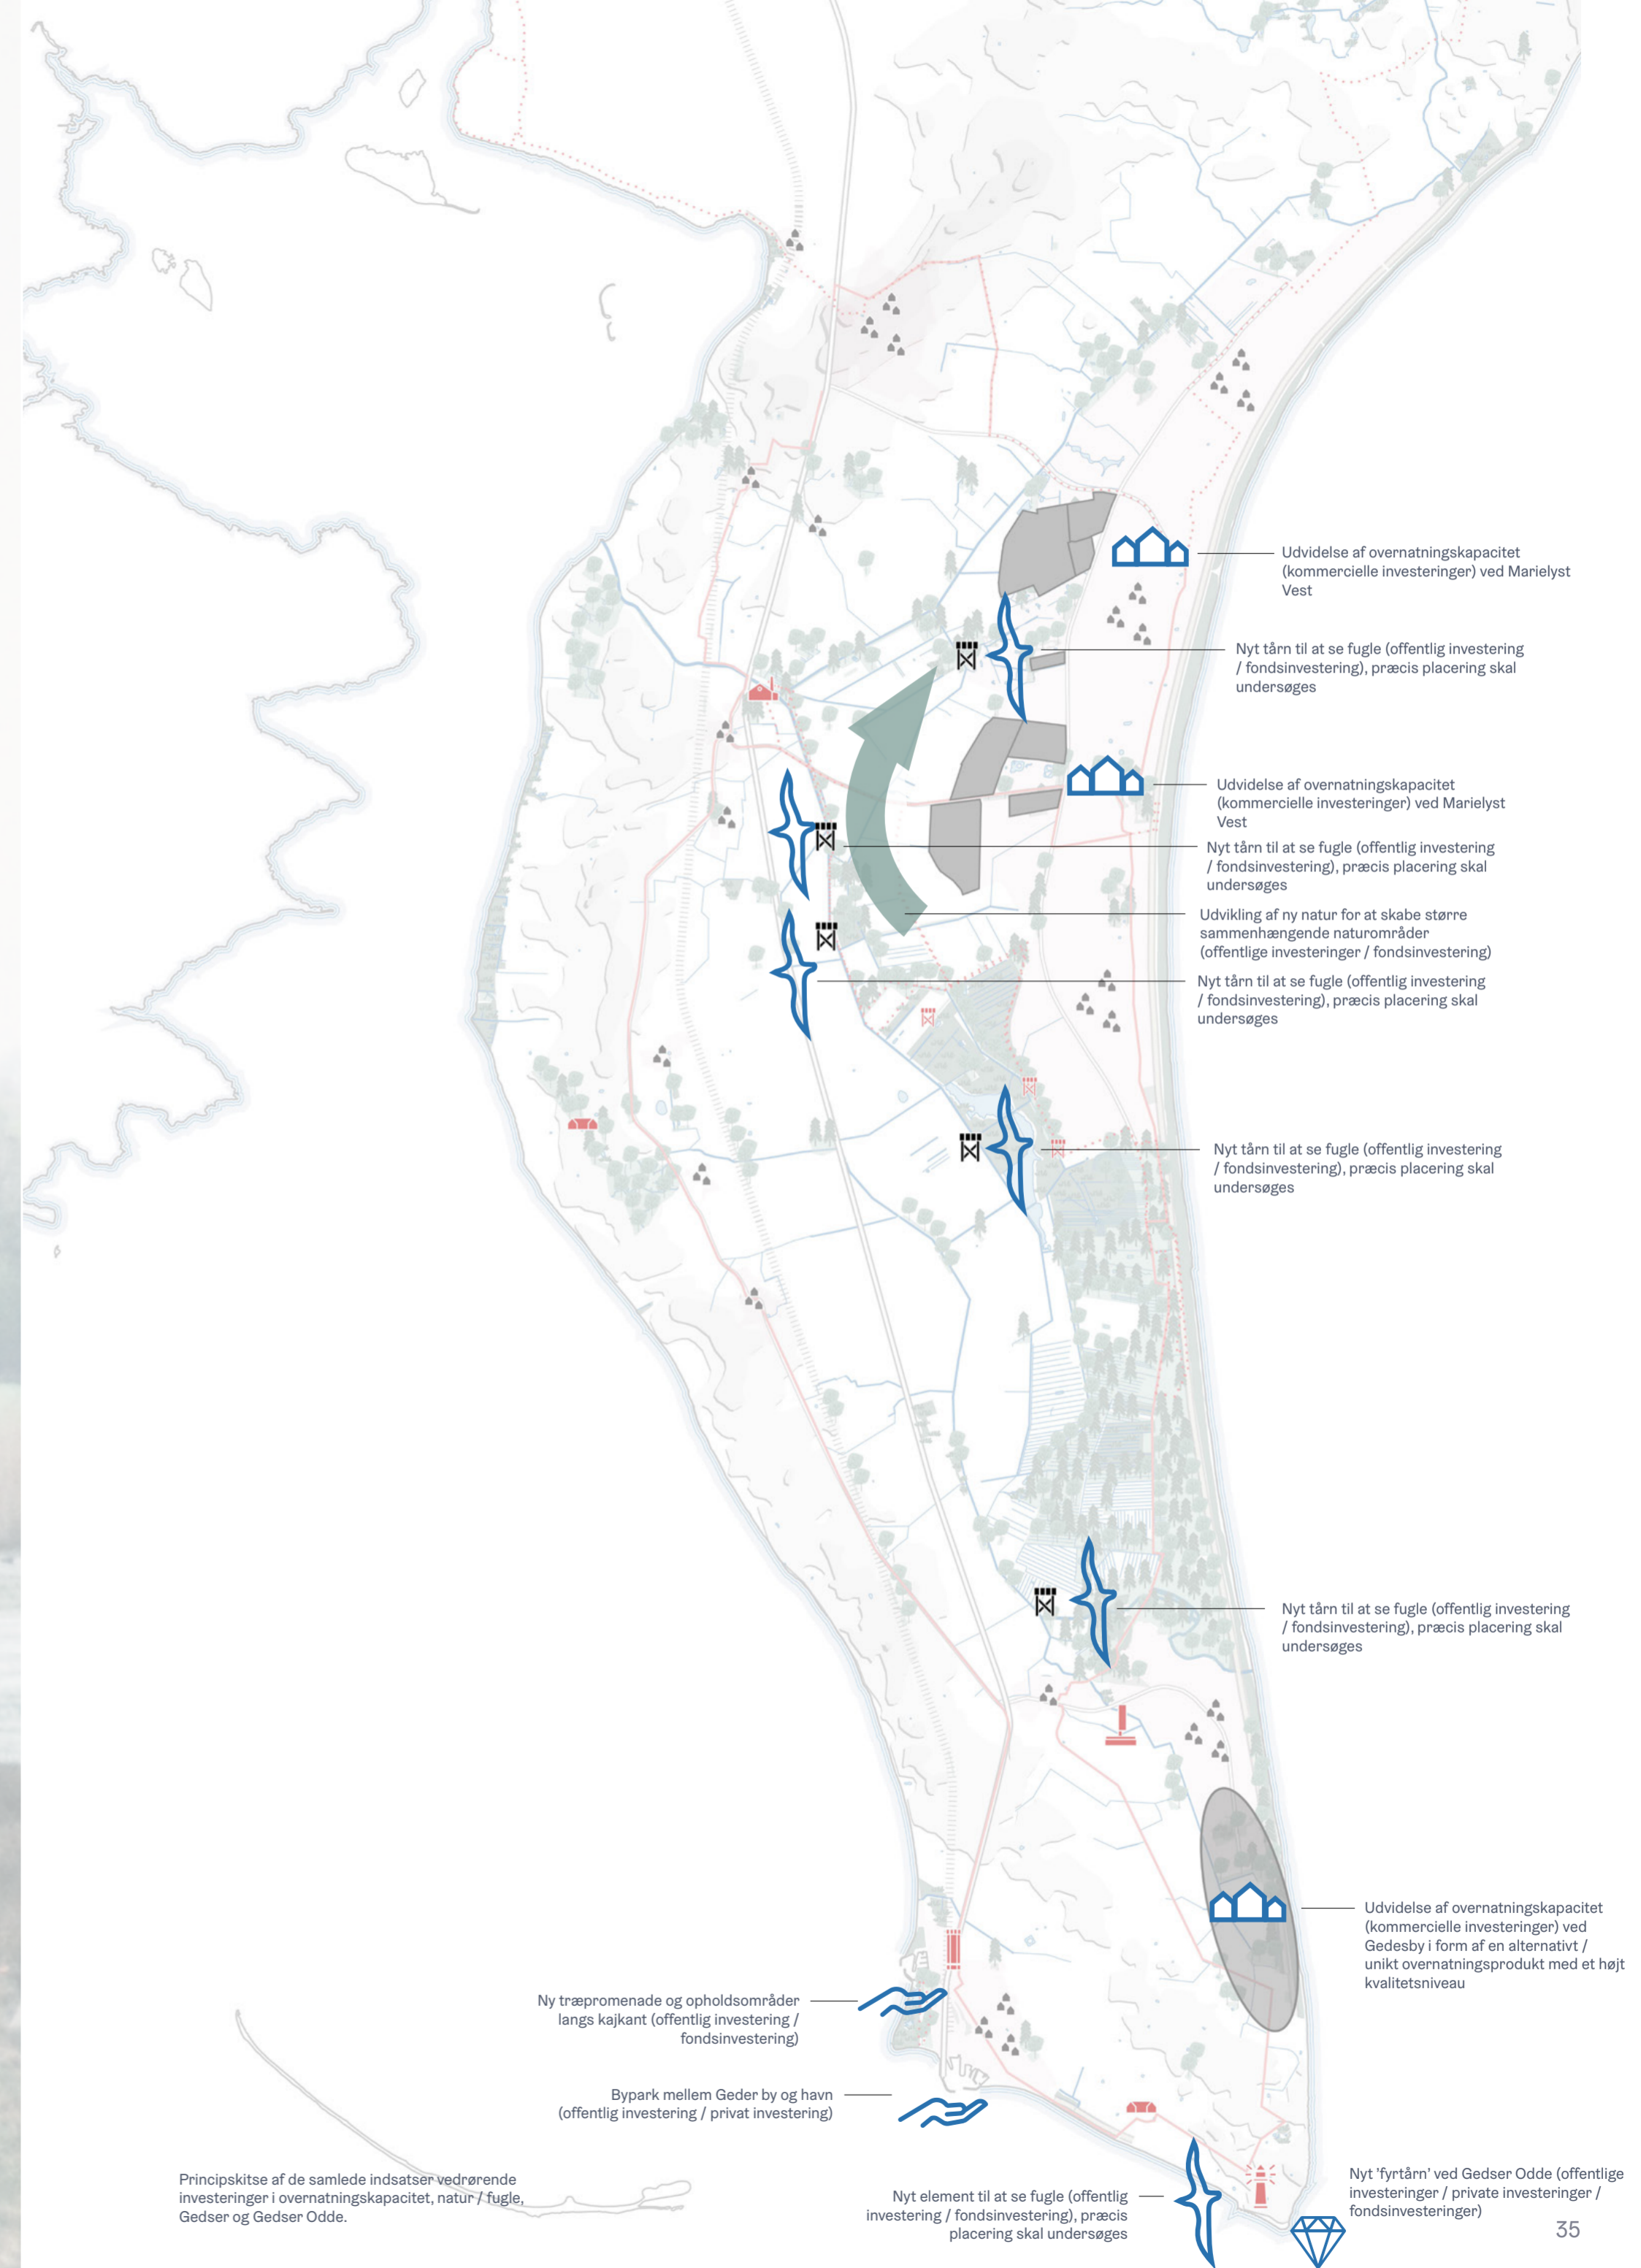 Udvidelse af overnatningskapacitet
(kommercielle investeringer) ved Marielyst
Vest
Nyt tårn til at se fugle (offentlig investering
/ fondsinvestering), præcis placering skal
undersøges
Udvidelse af overnatningskapacitet
(kommercielle investeringer) ved Marielyst
Vest
Nyt tårn til at se fugle (offentlig investering
/ fondsinvestering), præcis placering skal
undersøges
Udvikling af ny natur for at skabe større
sammenhængende naturområder
(offentlige investeringer / fondsinvestering)
Nyt tårn til at se fugle (offentlig investering
/ fondsinvestering), præcis placering skal
undersøges
Nyt tårn til at se fugle (offentlig investering
/ fondsinvestering), præcis placering skal
undersøges
Nyt tårn til at se fugle (offentlig investering
/ fondsinvestering), præcis placering skal
undersøges
Udvidelse af overnatningskapacitet
(kommercielle investeringer) ved
Gedesby i form af en alternativt /
unikt overnatningsprodukt med et højt
kvalitetsniveau
Ny træpromenade og opholdsområder
langs kajkant (offentlig investering /
fondsinvestering)
Bypark mellem Geder by og havn
(offentlig investering / privat investering)
Principskitse af de samlede indsatser vedrørende
investeringer i overnatningskapacitet, natur / fugle,
Gedser og Gedser Odde.
Nyt element til at se fugle (offentlig
investering / fondsinvestering), præcis
placering skal undersøges
Nyt 'fyrtårn' ved Gedser Odde (offentlige
investeringer / private investeringer /
fondsinvesteringer)
35